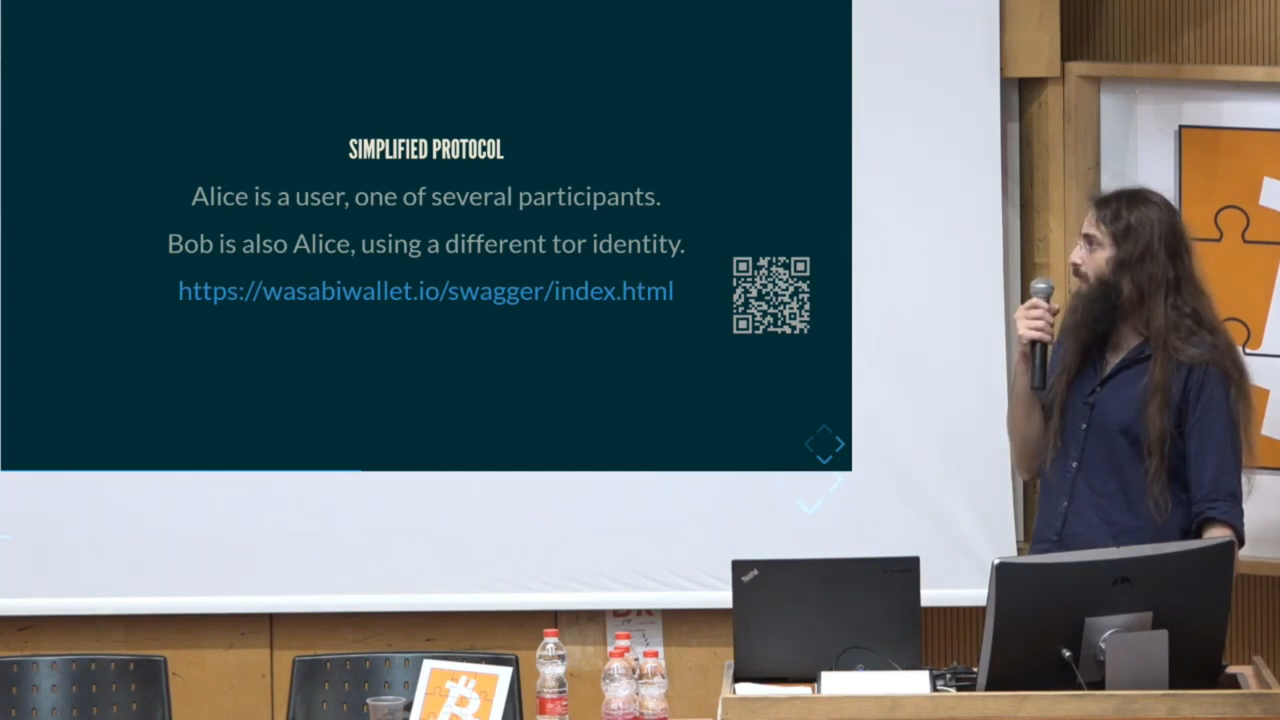 SIMPLIFIED PROTOCOL
Alice is a user, one of several participants.
Bob is also Alice, using a different tor identity.
https://wasabiwallet.io/swagger/index.html
ThinkPad